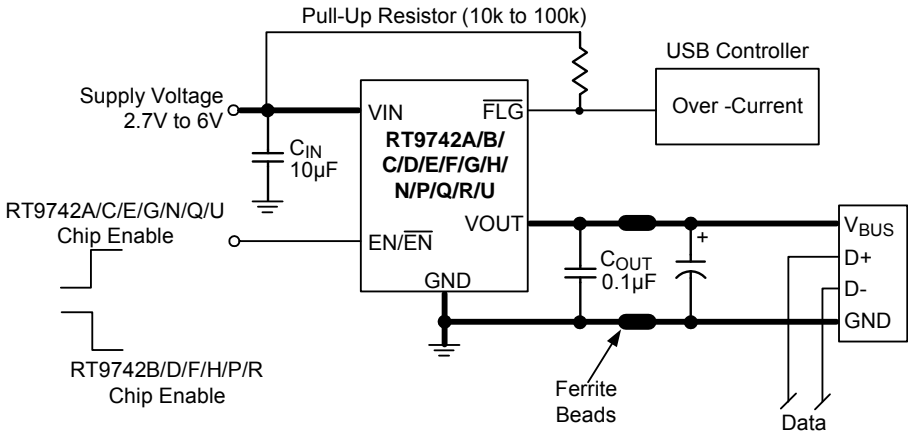 Pull-Up Resistor (10k to 100k)
USB Controller
Supply Voltage
2.7V to 6V
VIN
FLG
Over -Current
RT9742A/B/
C/D/E/F/G/H/
N/P/Q/R/U
CIN
10µF
RT9742A/C/E/G/N/Q/U
Chip Enable
EN/EN
VOUT
GND
COUT
0.1µF
+
VBUS
D+
D-
GND
RT9742B/D/F/H/P/R
Chip Enable
Ferrite
Beads
Data